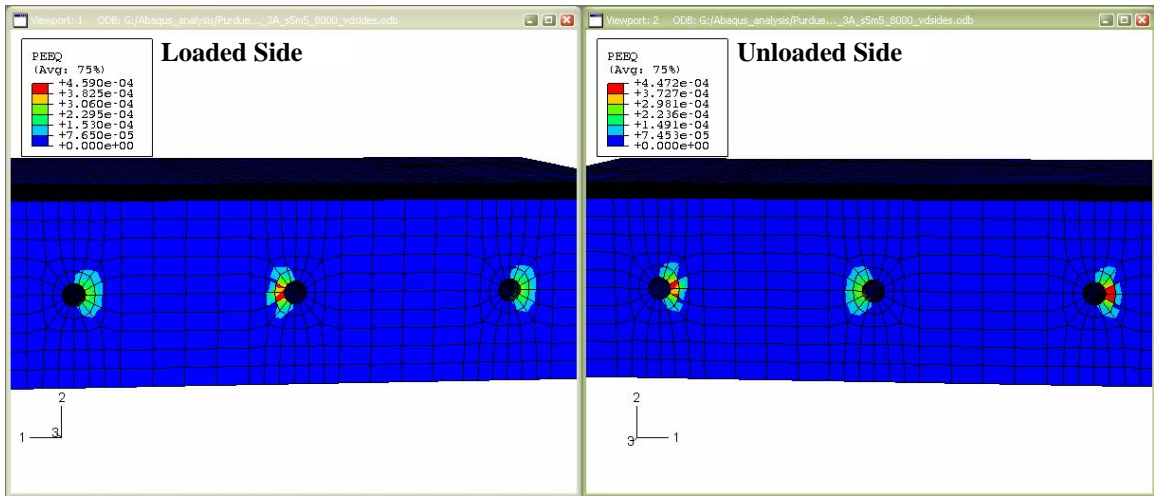 Viewport: 1 ODB: G:/Abaqus_analysis/Purdue..._3A_s5m5_8000_vdsides.odb
Loaded Side
PEEQ
(Avg: 75%)
+4.590e-04
+3.825e-04
+3.060e-04
+2.295e-04
+1.530e-04
+7.650e-05
+0.000e+00
2
1
3
Viewport: 2 ODB: G:/Abaqus_analysis/Purdue..._3A_s5m5_8000_vdsides.odb
Unloaded Side
PEEQ
(Avg: 75%)
+4.472e-04
+3.727e-04
+2.981e-04
+2.236e-04
+1.491e-04
+7.453e-05
+0.000e+00
2
3
1